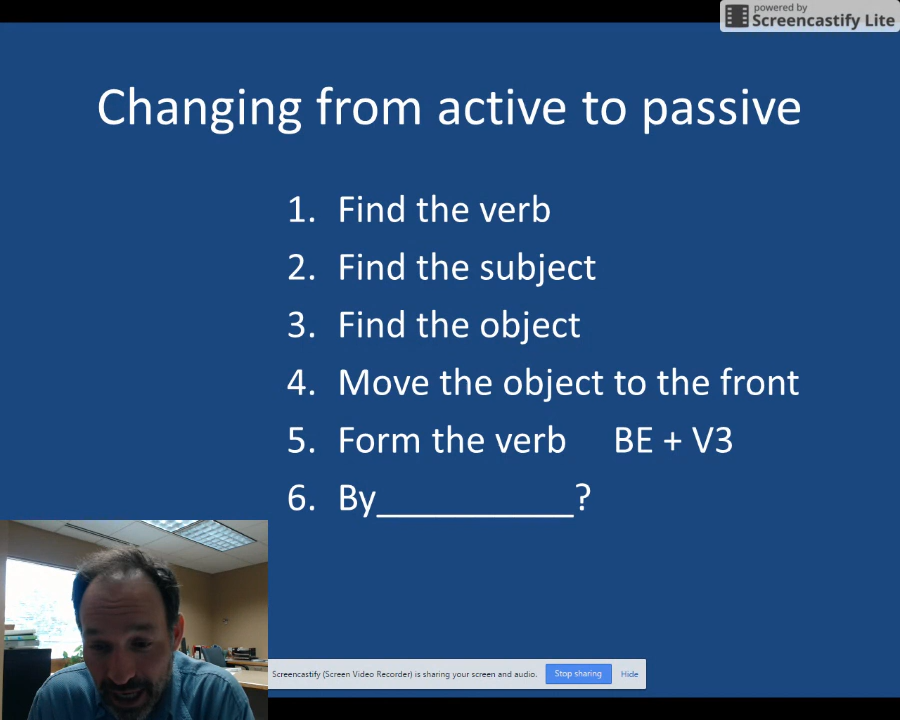 powered by
Screencastify Lite
Changing from active to passive
1. Find the verb
2. Find the subject
3. Find the object
4. Move the object to the front
5. Form the verb BE + V3
6. By___________?
Screencastify (Screen Video Recorder) is sharing your screen and audio. Stop sharing Hide